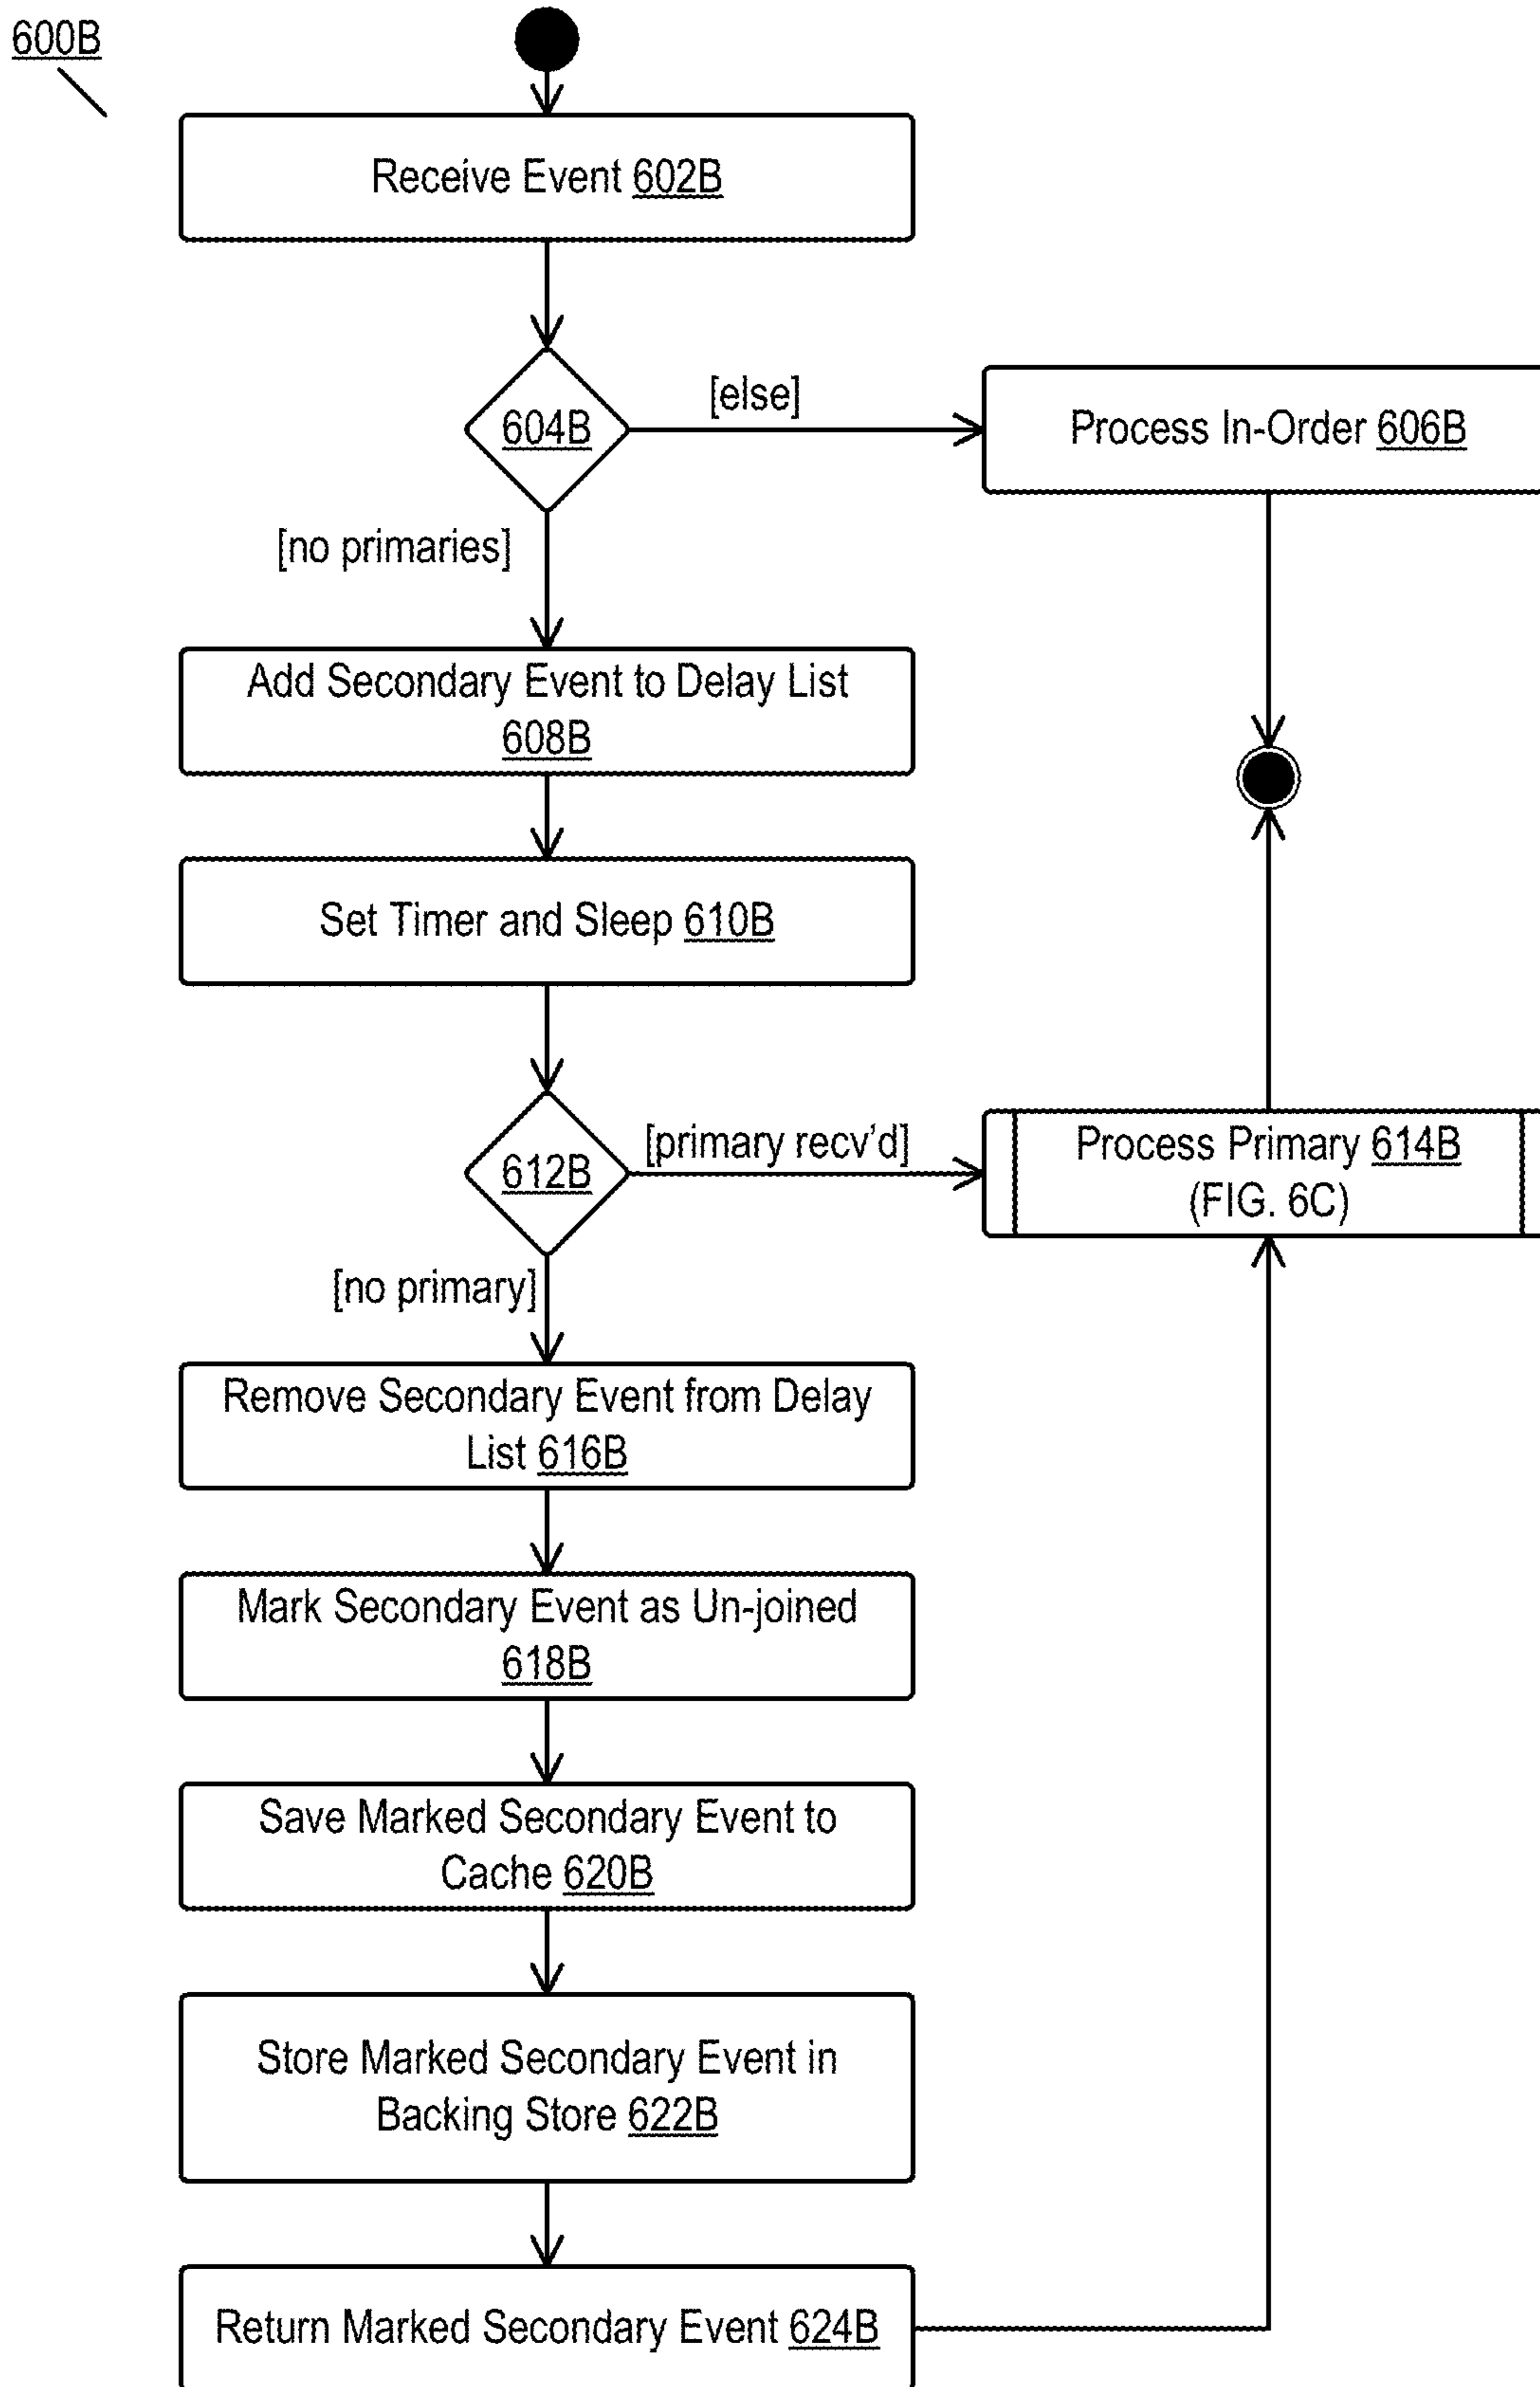 600B
Receive Event 602B
604B
[else]
Process In-Order 606B
[no primaries]
Add Secondary Event to Delay List
608B
Set Timer and Sleep 610B
612B
[primary recv'd]
Process Primary 614B
(FIG. 6C)
[no primary]
Remove Secondary Event from Delay
List 616B
Mark Secondary Event as Un-joined
618B
Save Marked Secondary Event to
Cache 620B
Store Marked Secondary Event in
Backing Store 622B
Return Marked Secondary Event 624B